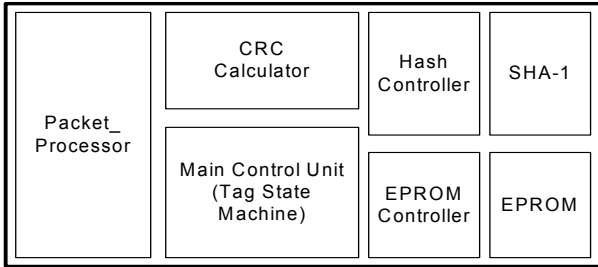 Packet_
Processor
CRC
Calculator
Main Control Unit
(Tag State
Machine)
Hash
Controller
SHA-1
EPROM
Controller
EPROM